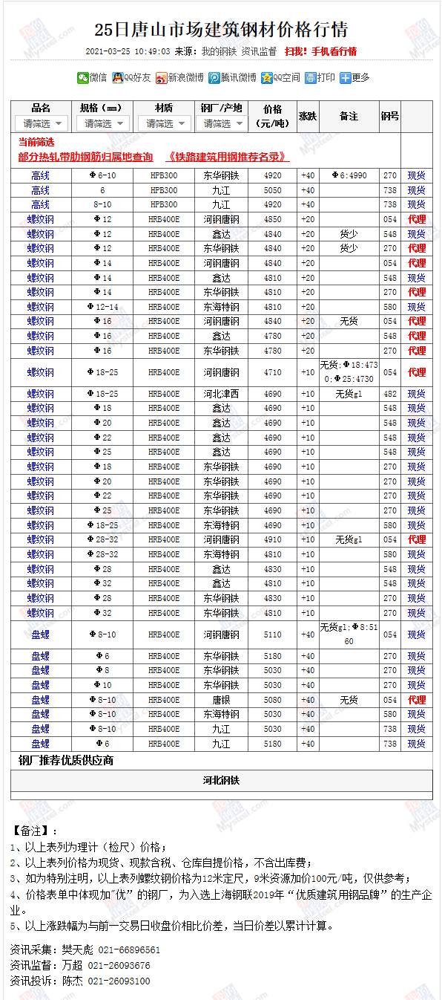 25日唐山市场建筑钢材价格行情
2021-03-25 10:49:03 来源：我的钢铁 资讯监督 扫我！手机看行情
微信 QQ好友 新浪微博 腾讯微博 QQ空间 打印 更多
品名 规格（㎜） 材质 钢厂/产地 价格（元/吨） 涨跌 备注 钢号
请筛选 请筛选 请筛选 请筛选
当前筛选
部分热轧带肋钢筋归属地查询 《铁路建筑用钢推荐名录》
高线 Φ6-10 HPB300 东华钢铁 4920 +40 Φ6:4990 270 现货
高线 6 HPB300 九江 5050 +40 738 现货
高线 8-10 HPB300 九江 4920 +40 738 现货
螺纹钢 Φ12 HRB400E 河钢唐钢 4850 +20 054 代理
螺纹钢 Φ12 HRB400E 鑫达 4840 +20 货少 548 现货
螺纹钢 Φ12 HRB400E 东华钢铁 4840 +20 货少 270 代理
螺纹钢 Φ14 HRB400E 河钢唐钢 4840 +20 054 代理
螺纹钢 Φ14 HRB400E 鑫达 4810 +20 548 现货
螺纹钢 Φ14 HRB400E 东华钢铁 4810 +20 270 代理
螺纹钢 Φ12-14 HRB400E 东海特钢 4810 +20 580 现货
螺纹钢 Φ16 HRB400E 河钢唐钢 4840 +20 无货 054 代理
螺纹钢 Φ16 HRB400E 鑫达 4780 +20 548 代理
螺纹钢 Φ16 HRB400E 东华钢铁 4780 +20 270 代理
螺纹钢 Φ18-25 HRB400E 河钢唐钢 4710 +10 无货;Φ18:4730;Φ25:4730 054 代理
螺纹钢 Φ18-25 HRB400E 河北津西 4690 +10 无货gl 482 现货
螺纹钢 Φ18 HRB400E 鑫达 4690 +10 548 现货
螺纹钢 Φ20 HRB400E 鑫达 4690 +10 548 现货
螺纹钢 Φ22 HRB400E 鑫达 4690 +10 548 现货
螺纹钢 Φ25 HRB400E 鑫达 4690 +10 548 现货
螺纹钢 Φ18 HRB400E 东华钢铁 4690 +10 270 现货
螺纹钢 Φ20 HRB400E 东华钢铁 4690 +10 270 现货
螺纹钢 Φ22 HRB400E 东华钢铁 4690 +10 270 现货
螺纹钢 Φ25 HRB400E 东华钢铁 4690 +10 270 现货
螺纹钢 Φ18-25 HRB400E 东海特钢 4690 +10 580 现货
螺纹钢 Φ28-32 HRB400E 河钢唐钢 4910 +10 无货gl 054 代理
螺纹钢 Φ28-32 HRB400E 东海特钢 4810 +10 580 现货
螺纹钢 Φ28 HRB400E 鑫达 4830 +10 548 现货
螺纹钢 Φ32 HRB400E 鑫达 4810 +10 548 现货
螺纹钢 Φ28 HRB400E 东华钢铁 4830 +10 270 现货
螺纹钢 Φ32 HRB400E 东华钢铁 4810 +10 270 现货
盘螺 Φ8-10 HRB400E 河钢唐钢 5110 +40 无货gl;Φ8:5160 054 现货
盘螺 Φ6 HRB400E 东华钢铁 5180 +40 270 现货
盘螺 Φ8 HRB400E 东华钢铁 5030 +40 270 现货
盘螺 Φ10 HRB400E 东华钢铁 5030 +40 270 现货
盘螺 Φ8-10 HRB400E 唐银 5080 +40 无货 054 代理
盘螺 Φ8-10 HRB400E 东海特钢 5030 +40 580 现货
盘螺 Φ8-10 HRB400E 九江 5030 +40 738 现货
盘螺 Φ6 HRB400E 九江 5180 +40 738 现货
钢厂推荐优质供应商
河北钢铁
【备注】：
1、以上表列为理计（检尺）价格；
2、以上表列价格为现货、现款含税、仓库自提价格，不含出库费；
3、如为特别注明，以上表列螺纹钢价格为12米定尺，9米资源加价100元/吨，仅供参考；
4、价格表单中体现加"优”的钢厂，为入选上海钢联2019年“优质建筑用钢品牌”的生产企
业。
5、以上涨跌幅为与前一交易日收盘价相比价差，当日价差以累计计算。
资讯采集：樊天彪 021-66896561
资讯监督：万超 021-26093676
资讯投诉：陈杰 021-26093100